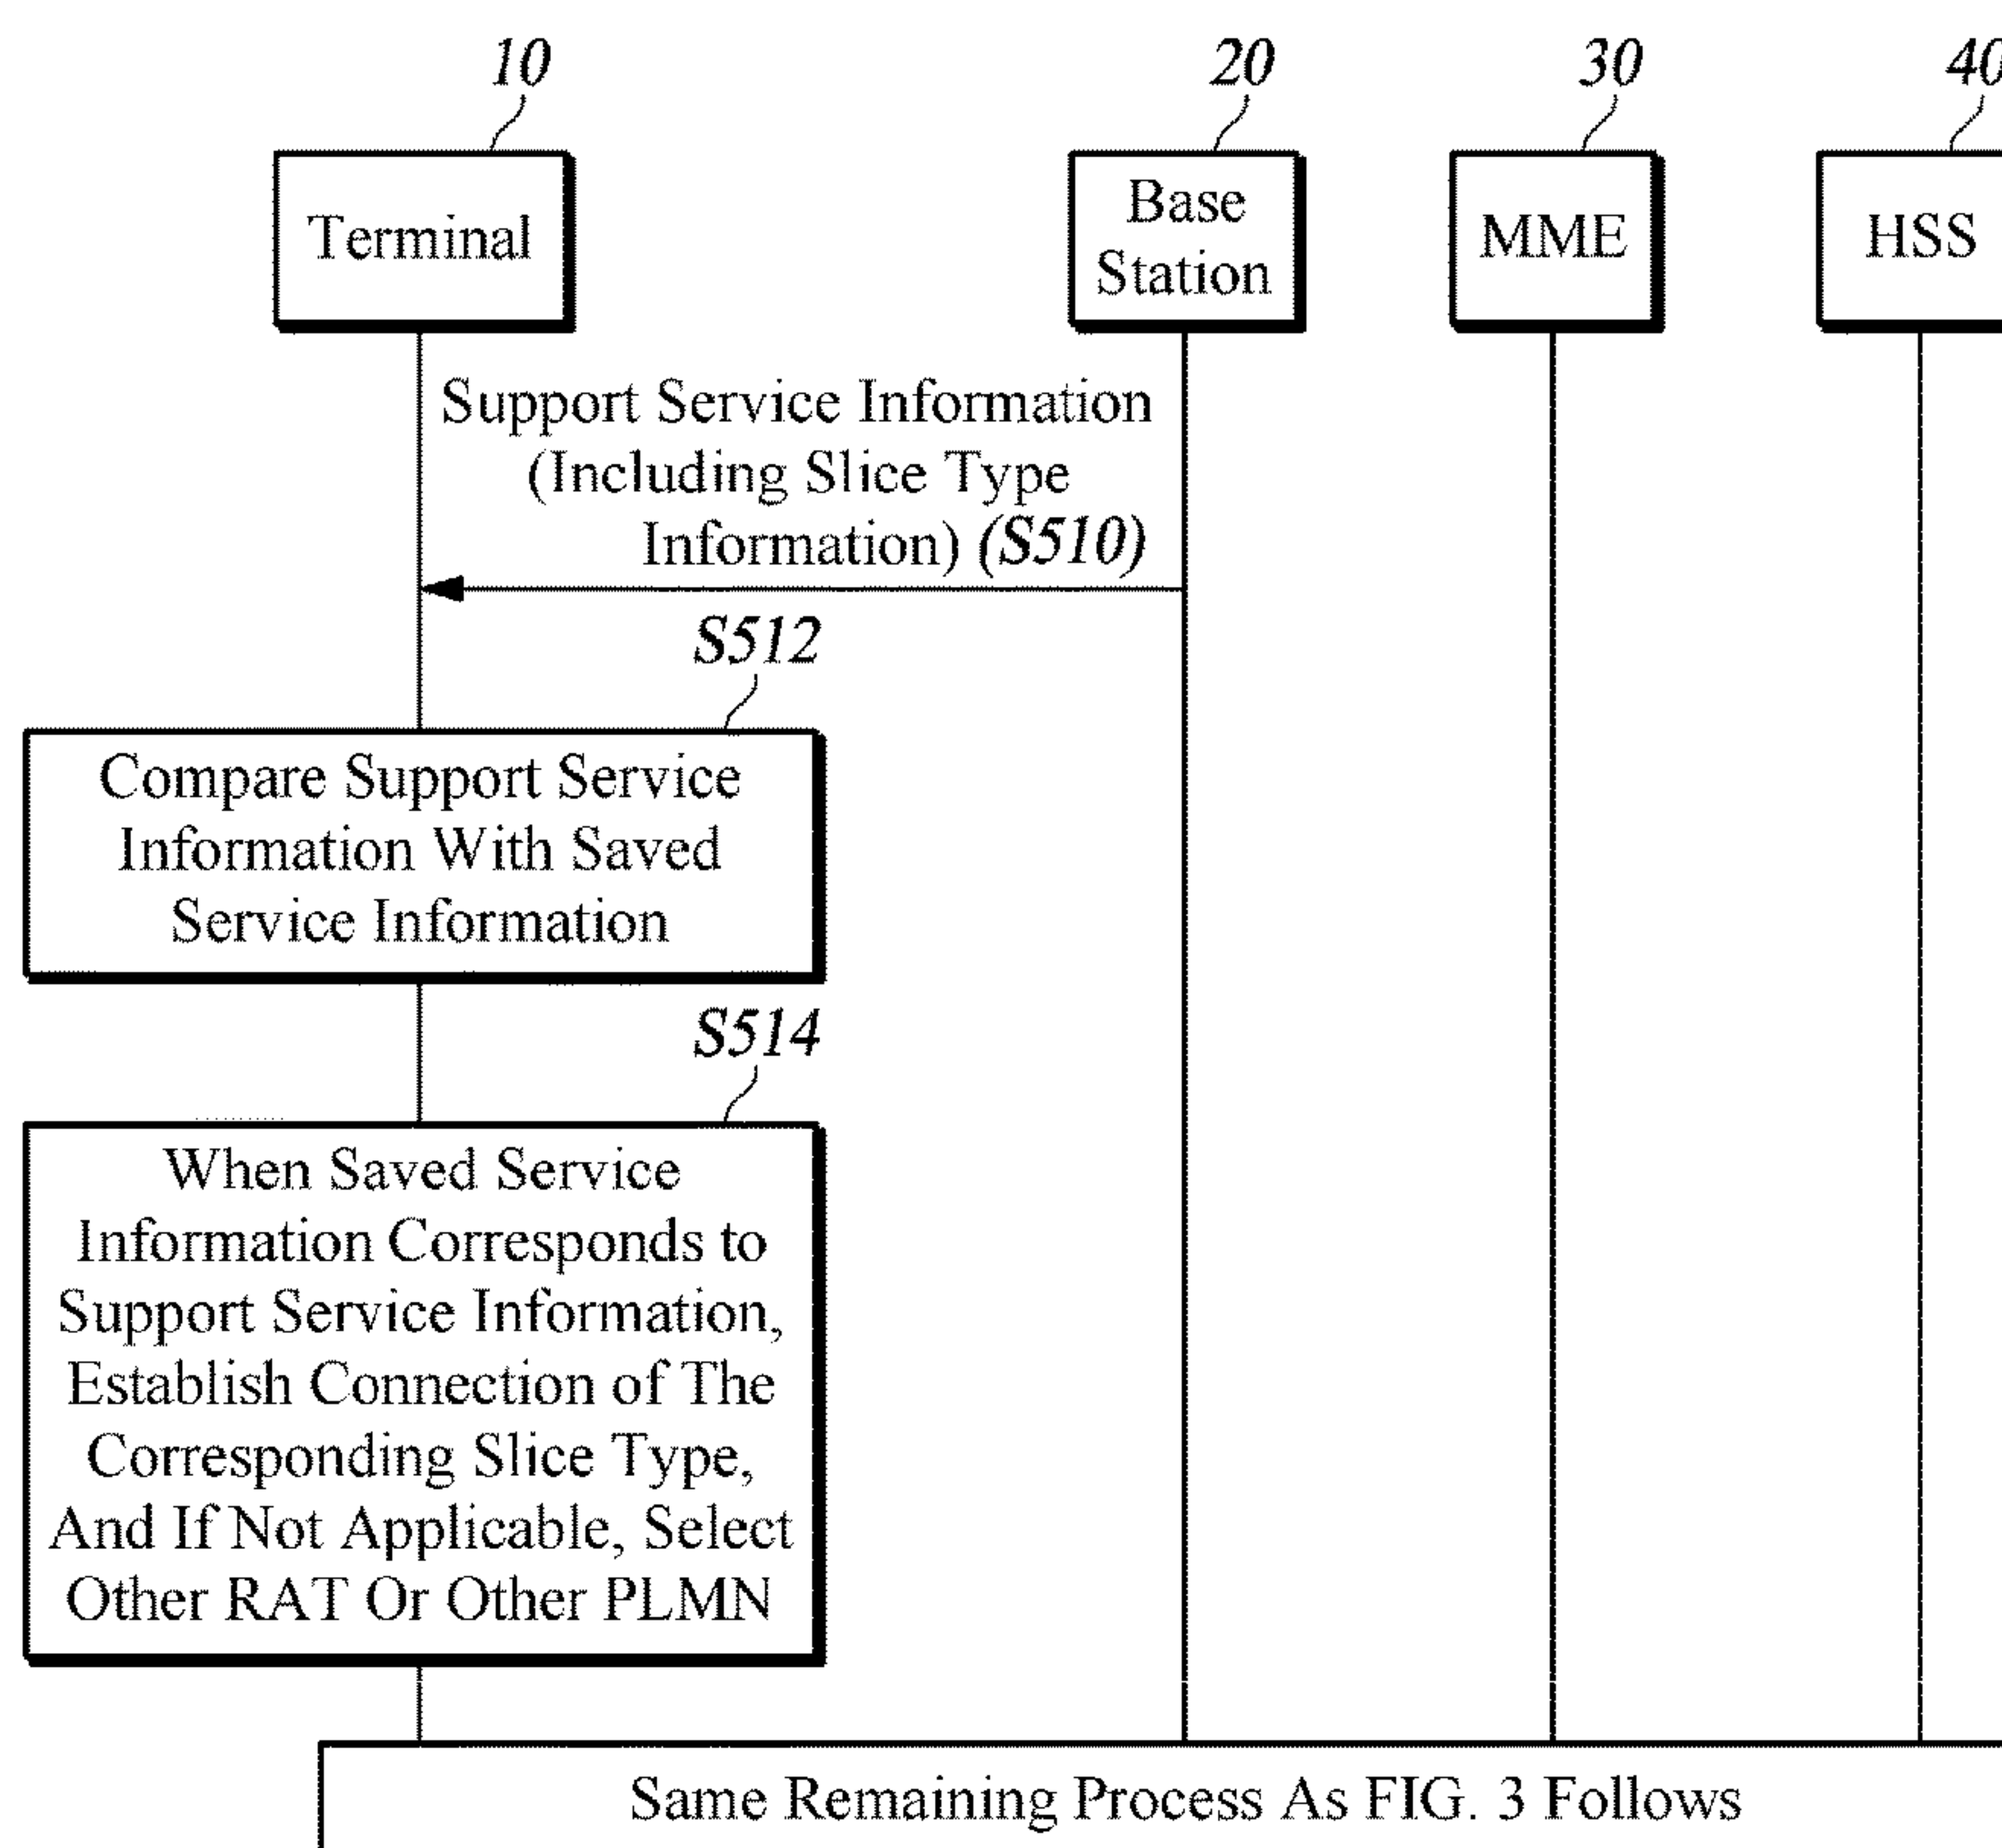 10
20
30
40
Terminal
Base
Station
MME
HSS
Support Service Information
(Including Slice Type
Information) (S510)
S512
Compare Support Service
Information With Saved
Service Information
S514
When Saved Service
Information Corresponds to
Support Service Information,
Establish Connection of The
Corresponding Slice Type,
And If Not Applicable, Select
Other RAT Or Other PLMN
Same Remaining Process As FIG. 3 Follows